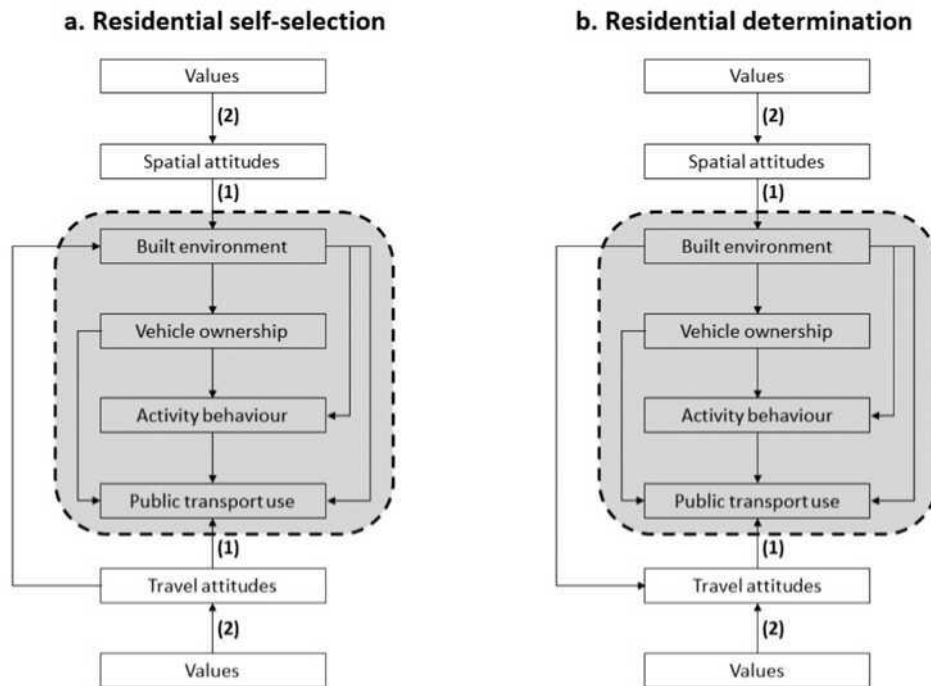 a. Residential self-selection
Values
(2)
Spatial attitudes
(1)
Built environment
Vehicle ownership
Activity behaviour
Public transport use
(1)
Travel attitudes
(2)
Values
b. Residential determination
Values
(2)
Spatial attitudes
(1)
Built environment
Vehicle ownership
Activity behaviour
Public transport use
(1)
Travel attitudes
(2)
Values